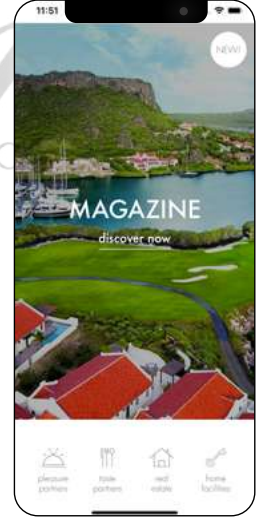 11:51
NEW!
MAGAZINE
discover now
pleasure
partners
taste
partners
real
estate
home
facilities